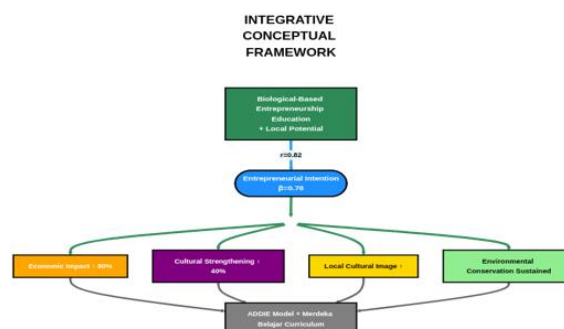 INTEGRATIVE
CONCEPTUAL
FRAMEWORK
Biological-Based
Entrepreneurship
Education
+ Local Potential
r=0.82
Entrepreneurial Intention
β=0.76
Economic Impact ↑
Cultural Strengthening ↑
40%
Local Cultural Image ↑
Environmental
Conservation Sustained
ADDIE Model + Merdeka
Belajar Curriculum